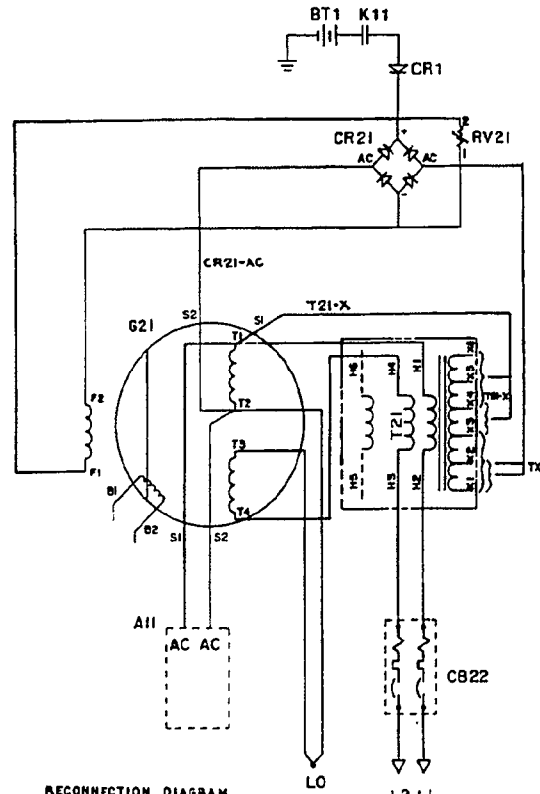 BT1 K11
CR1
CR21
+
2
RV21
AC AC
1
-
CR21-AC
S2
S1
T21-X
G21
T1
T2
T3
T4
F2
F1
B1
B2
S1
S2
H6
H4
H1
T21
H5
H3
H2
X6
X5
X4
X3
X2
X1
TX
A11
AC AC
CB22
LO
RECONNECTION DIAGRAM